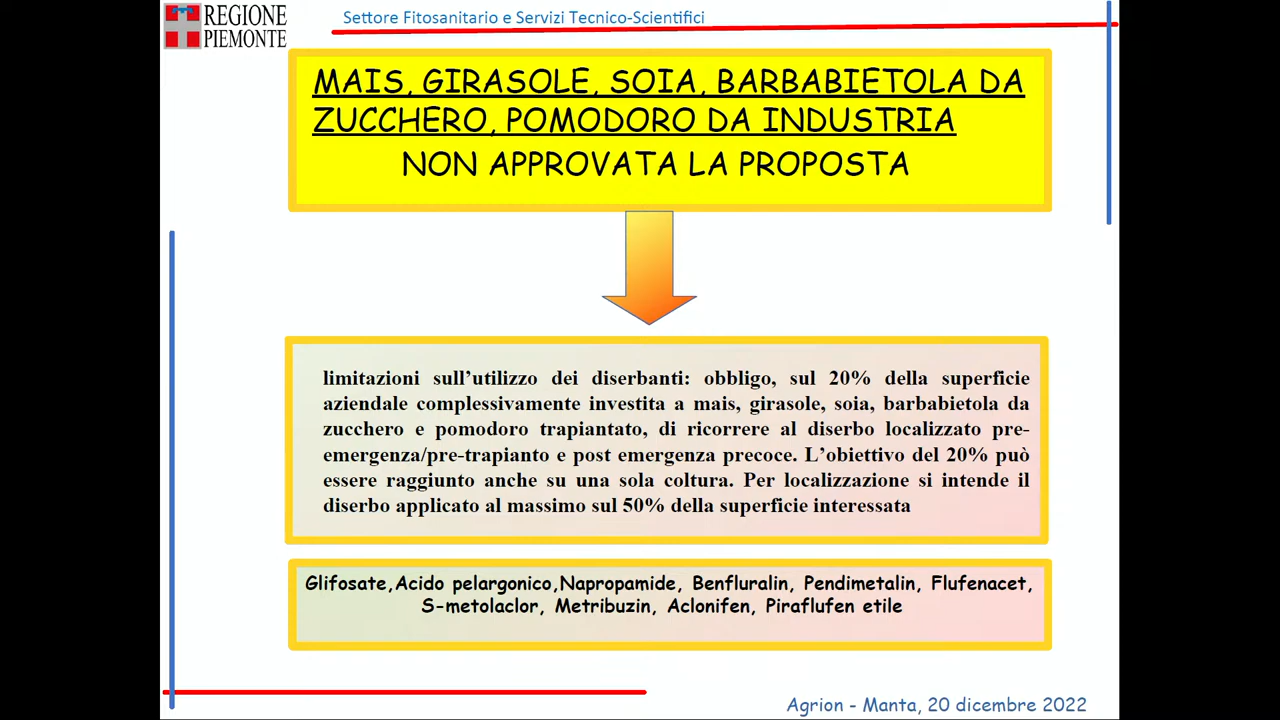 REGIONE
PIEMONTE
Settore Fitosanitario e Servizi Tecnico-Scientifici
MAIS, GIRASOLE, SOIA, BARBABIETOLA DA
ZUCCHERO, POMODORO DA INDUSTRIA
NON APPROVATA LA PROPOSTA
limitazioni sull'utilizzo dei diserbanti: obbligo, sul 20% della superficie
aziendale complessivamente investita a mais, girasole, soia, barbabietola da
zucchero e pomodoro trapiantato, di ricorrere al diserbo localizzato pre-
emergenza/pre-trapianto e post emergenza precoce. L'obiettivo del 20% può
essere raggiunto anche su una sola coltura. Per localizzazione si intende il
diserbo applicato al massimo sul 50% della superficie interessata
Glifosate,Acido pelargonico,Napropamide, Benfluralin, Pendimetalin, Flufenacet,
S-metolaclor, Metribuzin, Aclonifen, Piraflufen etile
Agrion - Manta, 20 dicembre 2022